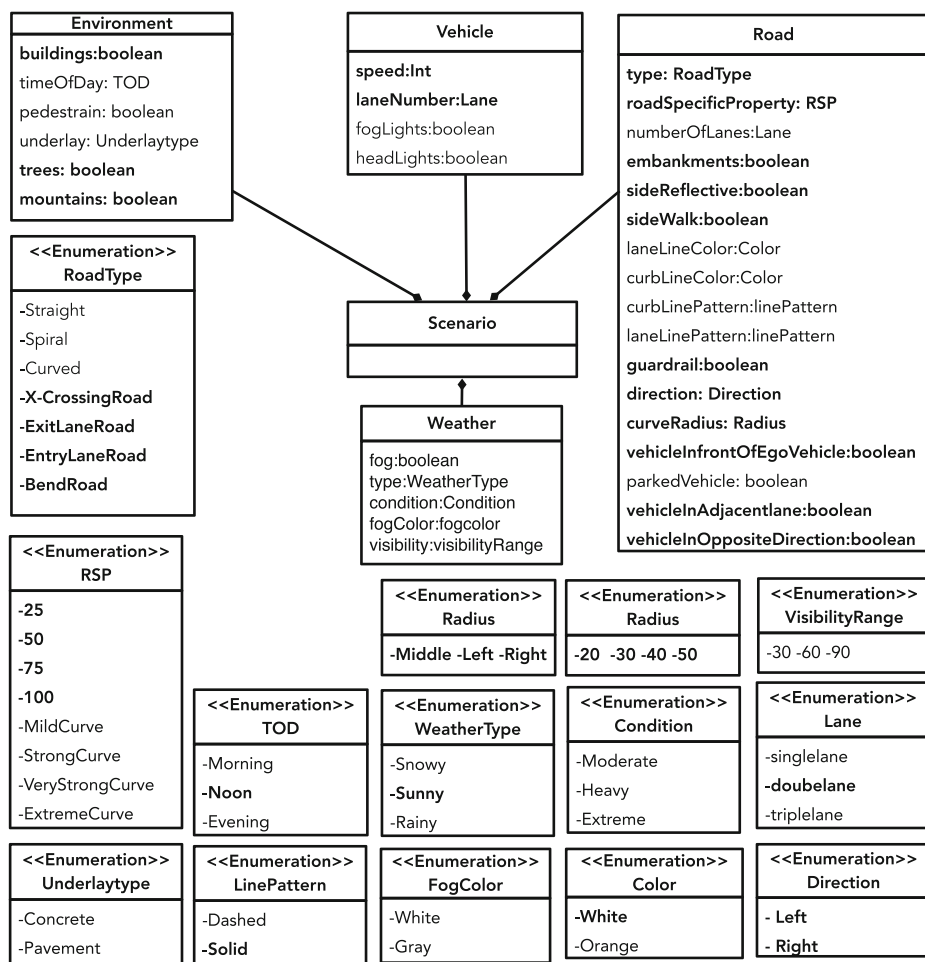 Environment
buildings:boolean
timeOfDay: TOD
pedestrain: boolean
underlay: Underlaytype
trees: boolean
mountains: boolean
Vehicle
speed:Int
laneNumber:Lane
fogLights:boolean
headLights:boolean
Road
type: RoadType
roadSpecificProperty: RSP
numberOfLanes:Lane
embankments:boolean
sideReflective:boolean
sideWalk:boolean
laneLineColor:Color
curbLineColor:Color
curbLinePattern:linePattern
laneLinePattern:linePattern
guardrail:boolean
direction: Direction
curveRadius: Radius
vehicleInfrontOfEgoVehicle:boolean
parkedVehicle: boolean
vehicleInAdjacentlane:boolean
vehicleInOppositeDirection:boolean
<<Enumeration>>
RoadType
-Straight
-Spiral
-Curved
-X-CrossingRoad
-ExitLaneRoad
-EntryLaneRoad
-BendRoad
Scenario
Weather
fog:boolean
type:WeatherType
condition:Condition
fogColor:fogcolor
visibility:visibilityRange
<<Enumeration>>
RSP
-25
-50
-75
-100
-MildCurve
-StrongCurve
-VeryStrongCurve
-ExtremeCurve
<<Enumeration>>
Radius
-Middle -Left -Right
<<Enumeration>>
Radius
-20 -30 -40 -50
<<Enumeration>>
VisibilityRange
-30 -60 -90
<<Enumeration>>
TOD
-Morning
-Noon
-Evening
<<Enumeration>>
WeatherType
-Snowy
-Sunny
-Rainy
<<Enumeration>>
Condition
-Moderate
-Heavy
-Extreme
<<Enumeration>>
Lane
-singlelane
-doubelane
-triplelane
<<Enumeration>>
Underlaytype
-Concrete
-Pavement
<<Enumeration>>
LinePattern
-Dashed
-Solid
<<Enumeration>>
FogColor
-White
-Gray
<<Enumeration>>
Color
-White
-Orange
<<Enumeration>>
Direction
- Left
- Right